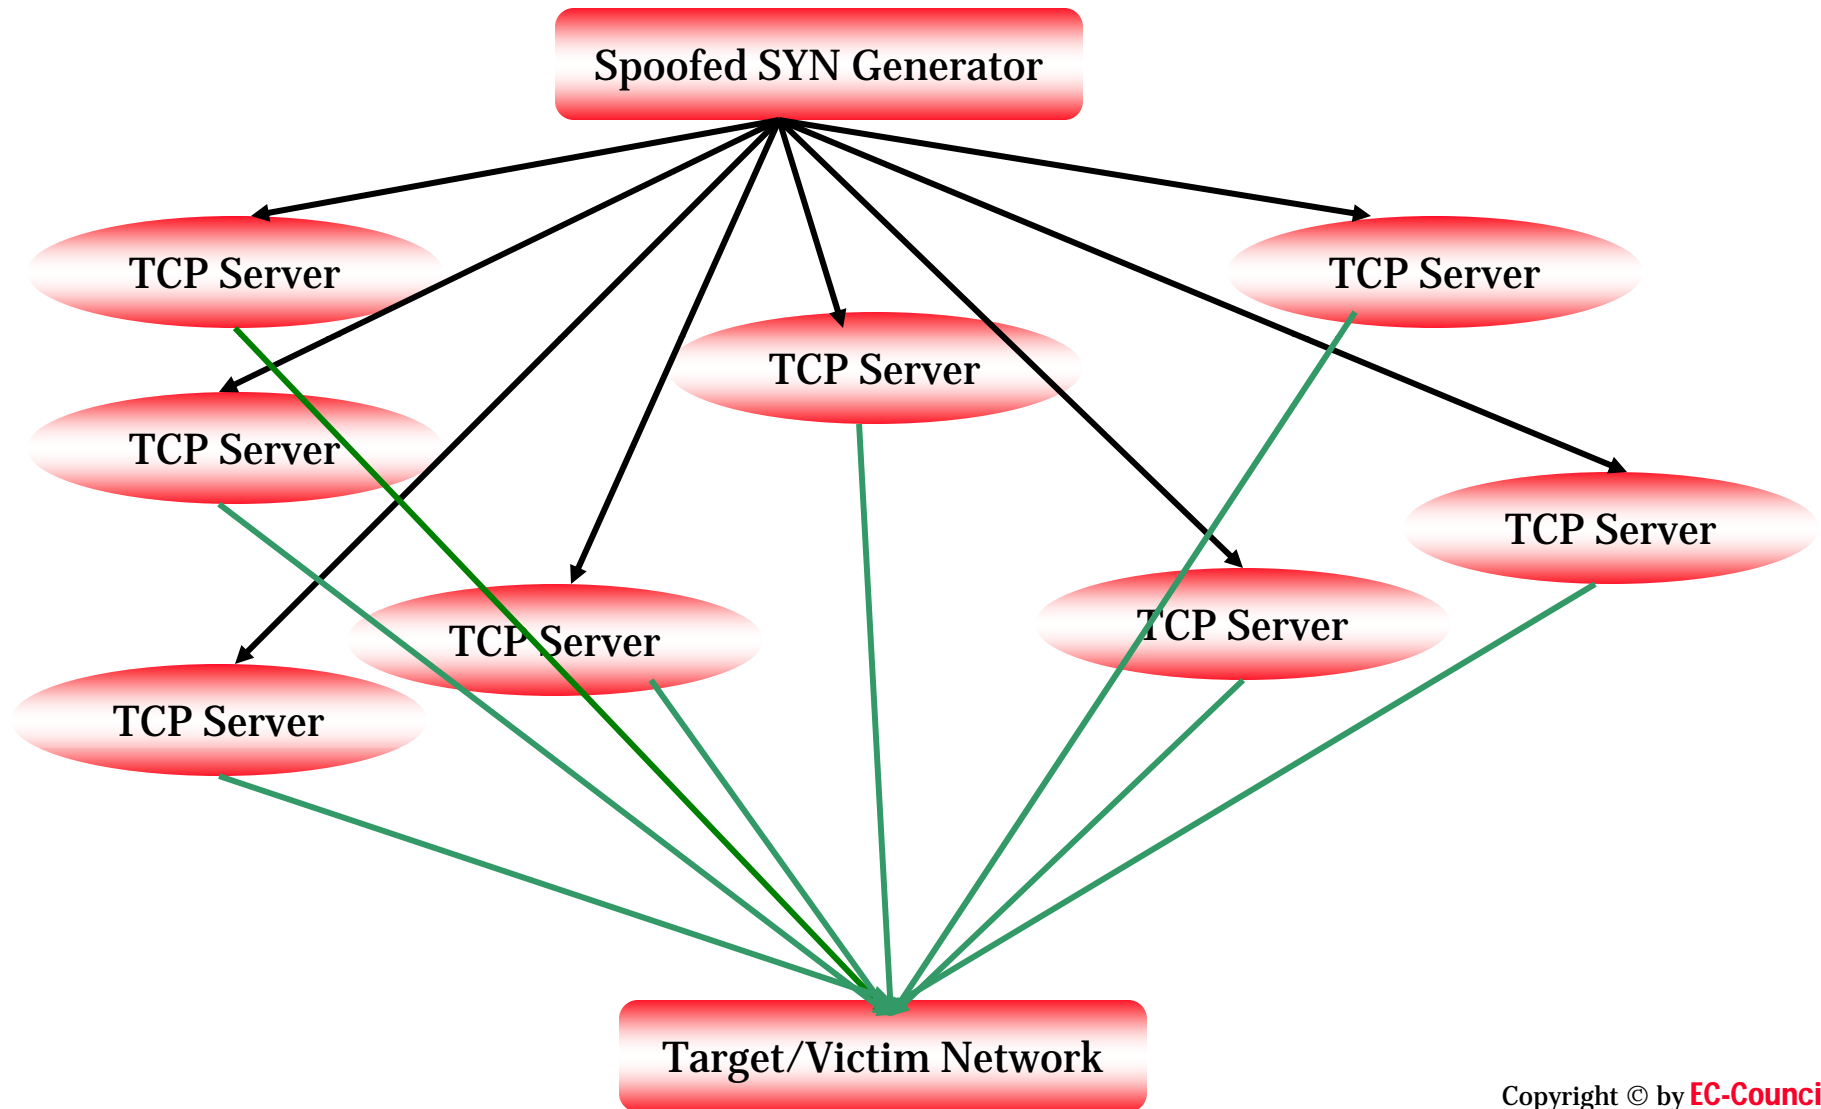 Spoofed SYN Generator
TCP Server
TCP Server
TCP Server
TCP Server
TCP Server
TCP Server
TCP Server
TCP Server
Target/Victim Network
Copyright © by EC-Counci